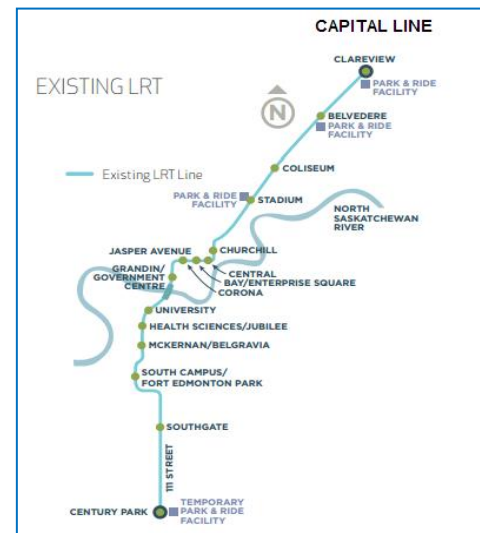 CAPITAL LINE
CLAREVIEW
PARK & RIDE
FACILITY
EXISTING LRT
N
BELVEDERE
PARK & RIDE
FACILITY
COLISEUM
Existing LRT Line
PARK & RIDE
FACILITY
STADIUM
NORTH
SASKATCHEWAN
RIVER
JASPER AVENUE
CHURCHILL
GRANDIN/
GOVERNMENT
CENTRE
CENTRAL
BAY/ENTERPRISE SQUARE
CORONA
UNIVERSITY
HEALTH SCIENCES/JUBILEE
MCKERNAN/BELGRAVIA
SOUTH CAMPUS/
FORT EDMONTON PARK
SOUTHGATE
111 STREET
CENTURY PARK
TEMPORARY
PARK & RIDE
FACILITY